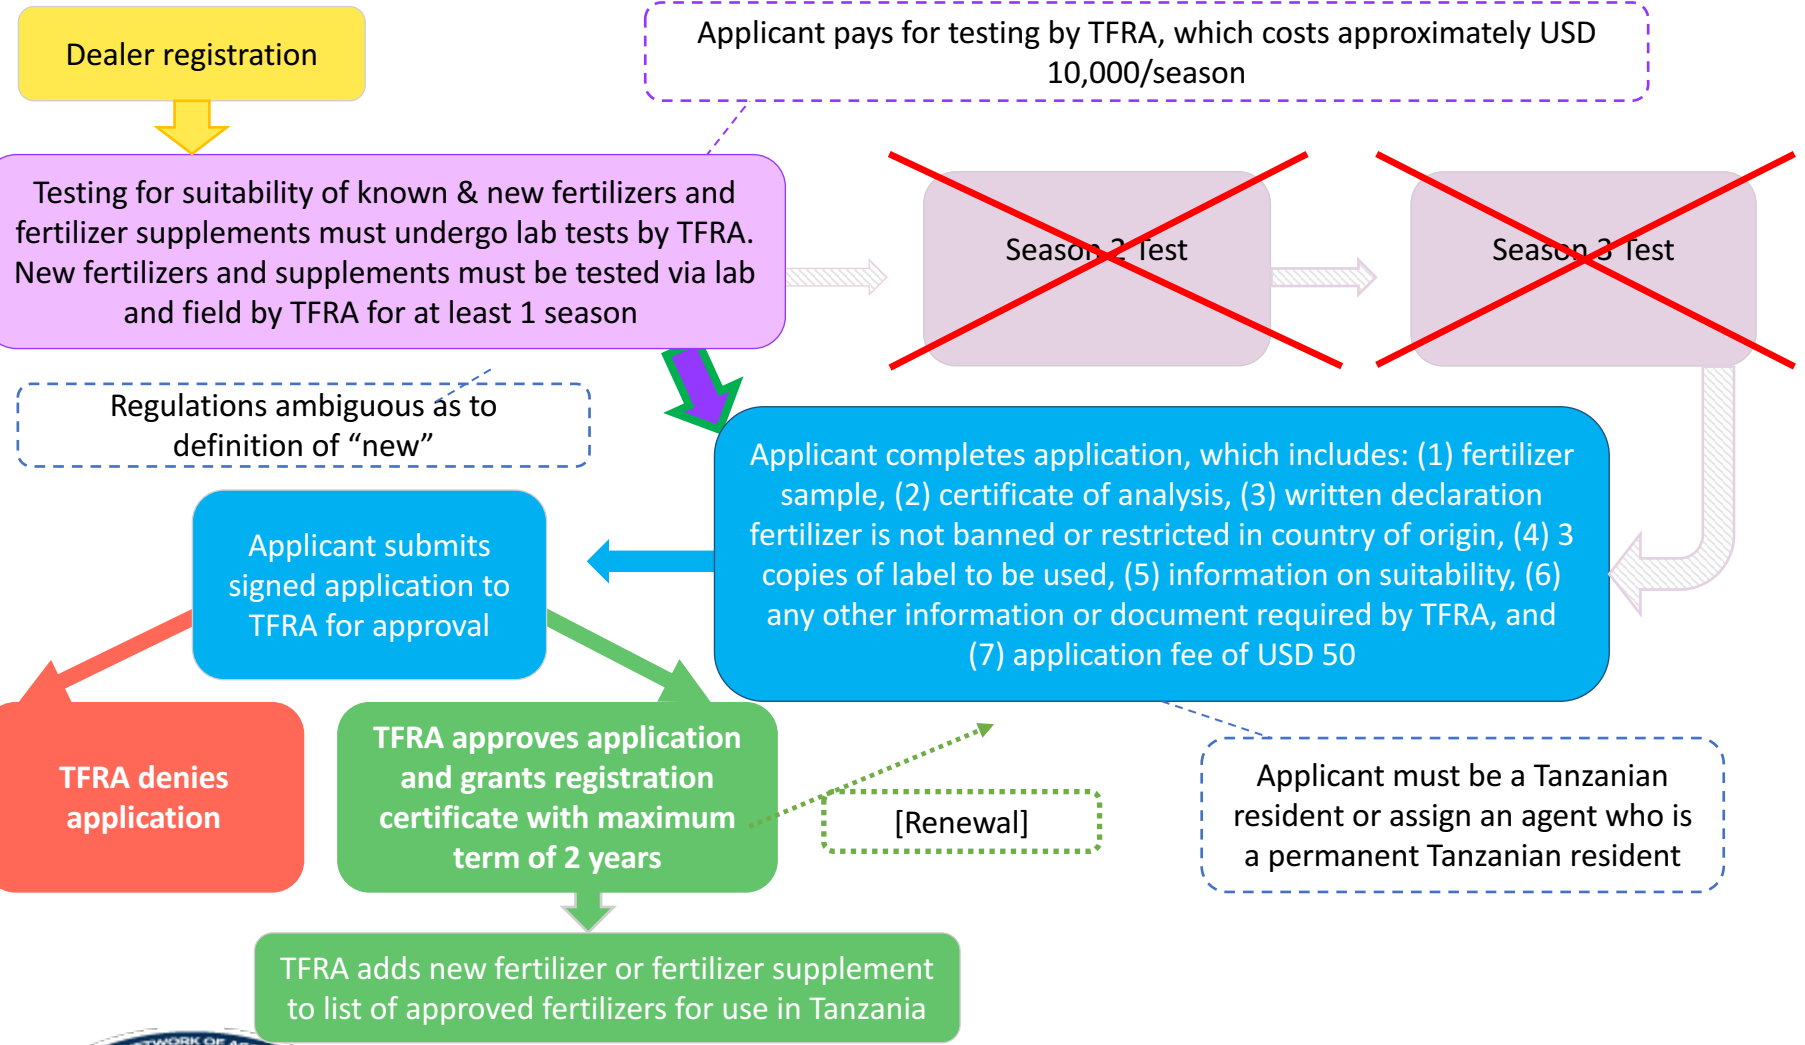 Dealer registration
Applicant pays for testing by TFRA, which costs approximately USD
10,000/season
Testing for suitability of known & new fertilizers and
fertilizer supplements must undergo lab tests by TFRA.
New fertilizers and supplements must be tested via lab
and field by TFRA for at least 1 season
Season 2 Test
Season 3 Test
Regulations ambiguous as to
definition of “new”
Applicant completes application, which includes: (1) fertilizer
sample, (2) certificate of analysis, (3) written declaration
fertilizer is not banned or restricted in country of origin, (4) 3
copies of label to be used, (5) information on suitability, (6)
any other information or document required by TFRA, and
(7) application fee of USD 50
Applicant submits
signed application to
TFRA for approval
TFRA denies
application
TFRA approves application
and grants registration
certificate with maximum
term of 2 years
[Renewal]
Applicant must be a Tanzanian
resident or assign an agent who is
a permanent Tanzanian resident
TFRA adds new fertilizer or fertilizer supplement
to list of approved fertilizers for use in Tanzania